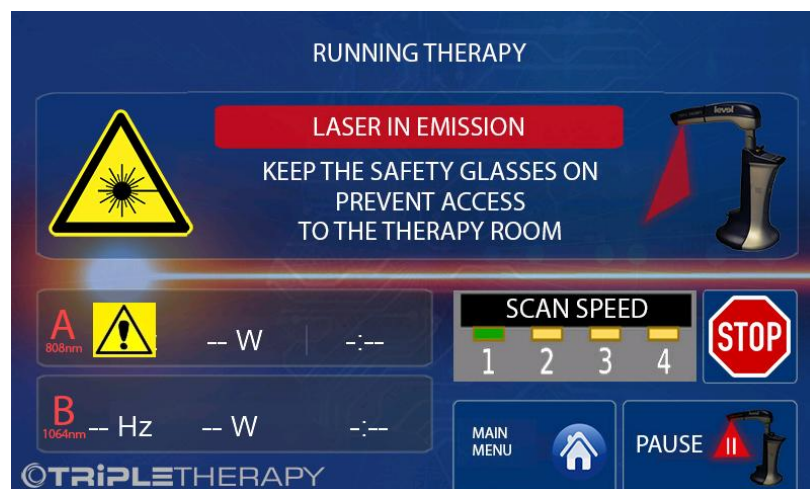 RUNNING THERAPY
LASER IN EMISSION
KEEP THE SAFETY GLASSES ON
PREVENT ACCESS
TO THE THERAPY ROOM
level
A
808nm
-- W
-:--
SCAN SPEED
1 2 3 4
STOP
B
1064nm
-- Hz
-- W
-:--
MAIN
MENU
PAUSE
©TRiPLETHERAPY